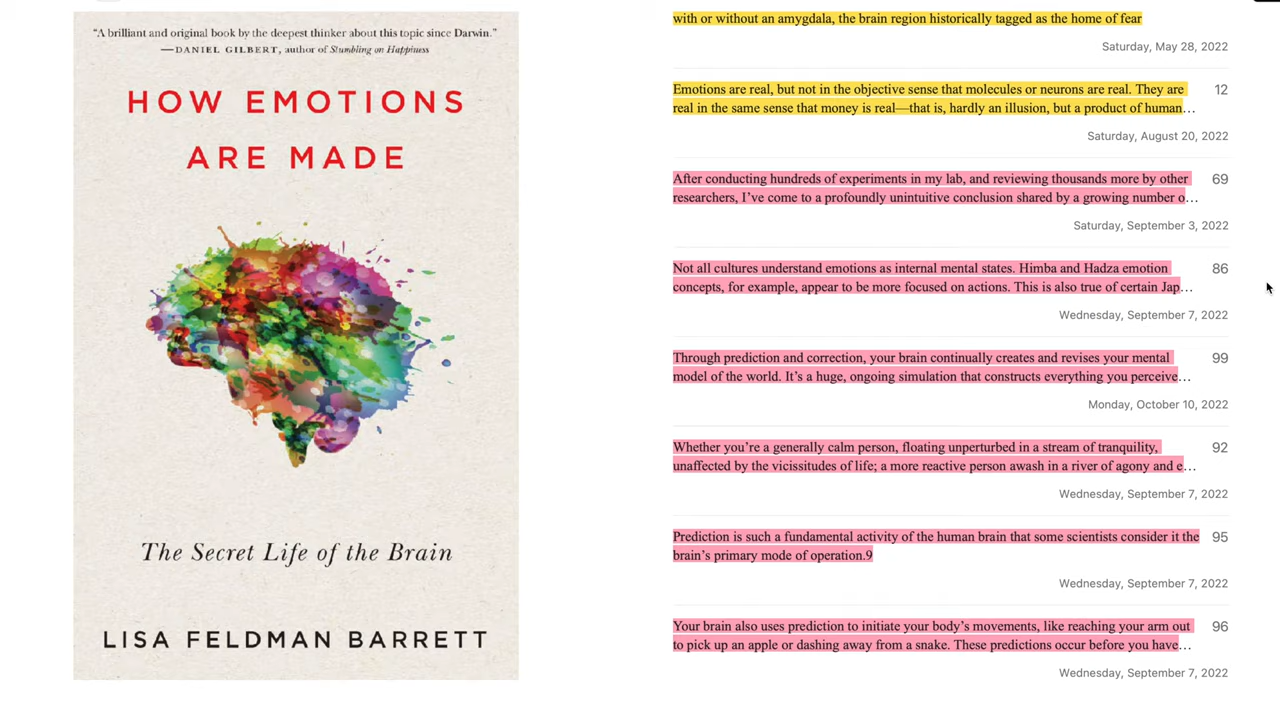 “A brilliant and original book by the deepest thinker about this topic since Darwin.”
—DANIEL GILBERT, author of Stumbling on Happiness
HOW EMOTIONS
ARE MADE
The Secret Life of the Brain
LISA FELDMAN BARRETT
with or without an amygdala, the brain region historically tagged as the home of fear
Saturday, May 28, 2022
Emotions are real, but not in the objective sense that molecules or neurons are real. They are 12
real in the same sense that money is real—that is, hardly an illusion, but a product of human…
Saturday, August 20, 2022
After conducting hundreds of experiments in my lab, and reviewing thousands more by other 69
researchers, I’ve come to a profoundly unintuitive conclusion shared by a growing number o…
Saturday, September 3, 2022
Not all cultures understand emotions as internal mental states. Himba and Hadza emotion 86
concepts, for example, appear to be more focused on actions. This is also true of certain Jap…
Wednesday, September 7, 2022
Through prediction and correction, your brain continually creates and revises your mental 99
model of the world. It’s a huge, ongoing simulation that constructs everything you perceive…
Monday, October 10, 2022
Whether you’re a generally calm person, floating unperturbed in a stream of tranquility, 92
unaffected by the vicissitudes of life; a more reactive person awash in a river of agony and e…
Wednesday, September 7, 2022
Prediction is such a fundamental activity of the human brain that some scientists consider it the 95
brain’s primary mode of operation.9
Wednesday, September 7, 2022
Your brain also uses prediction to initiate your body’s movements, like reaching your arm out 96
to pick up an apple or dashing away from a snake. These predictions occur before you have…
Wednesday, September 7, 2022